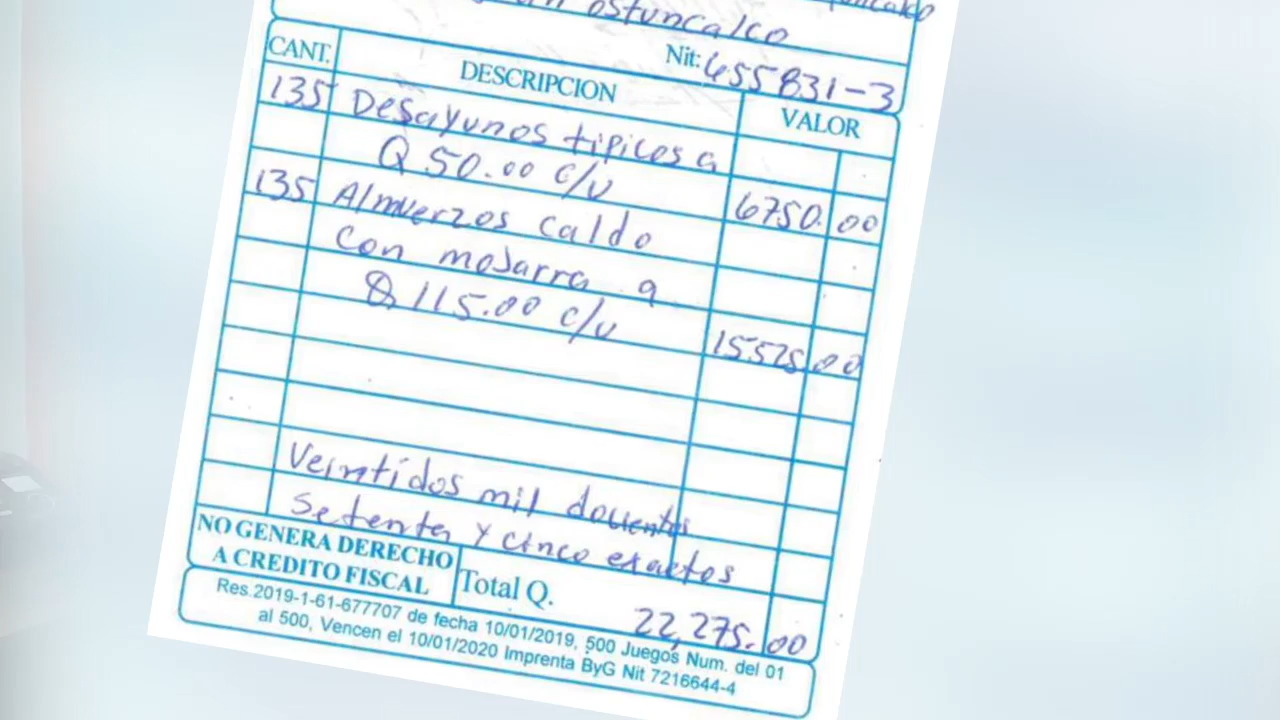 ostuncalco
Nit: 655831-3
CANT. DESCRIPCION VALOR
135 Desayunos tipicos a
Q 50.00 c/u 6750.00
135 Almuerzos caldo
con mojarra a
Q.115.00 c/u 15525.00
Veintidos mil docientos
Setenta y cinco exactos
NO GENERA DERECHO
A CREDITO FISCAL
Total Q. 22,275.00
Res.2019-1-61-677707 de fecha 10/01/2019, 500 Juegos Num. del 01
al 500, Vencen el 10/01/2020 Imprenta ByG Nit 7216644-4